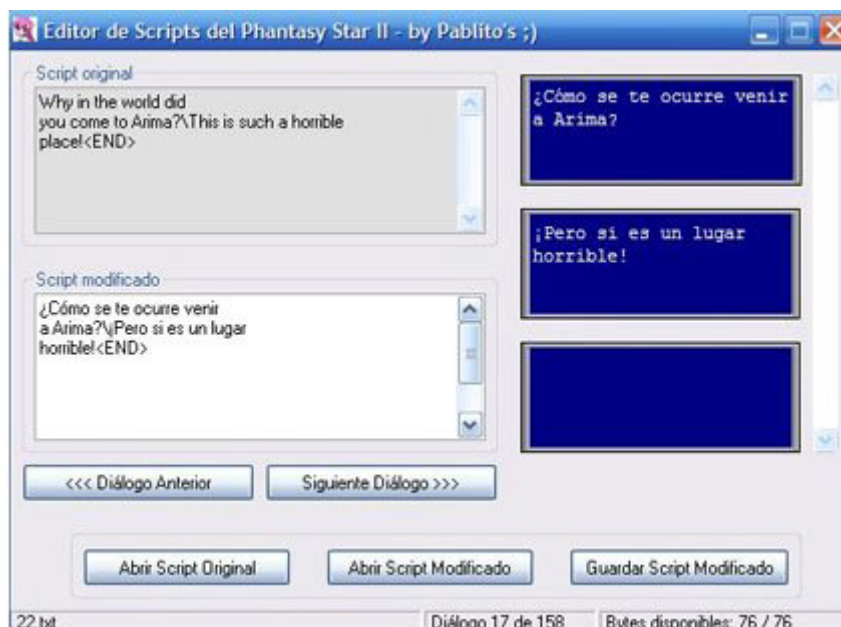 Editor de Scripts del Phantasy Star II - by Pablito's ;)
Script original
Why in the world did
you come to Arima?\This is such a horrible
place!<END>
Script modificado
¿Cómo se te ocurre venir
a Arima?\¡Pero si es un lugar
horrible!<END>
¿Cómo se te ocurre venir
a Arima?
¡Pero si es un lugar
horrible!
<<< Diálogo Anterior
Siguiente Diálogo >>>
Abrir Script Original
Abrir Script Modificado
Guardar Script Modificado
22.txt
Diálogo 17 de 158
Bytes disponibles: 76 / 76